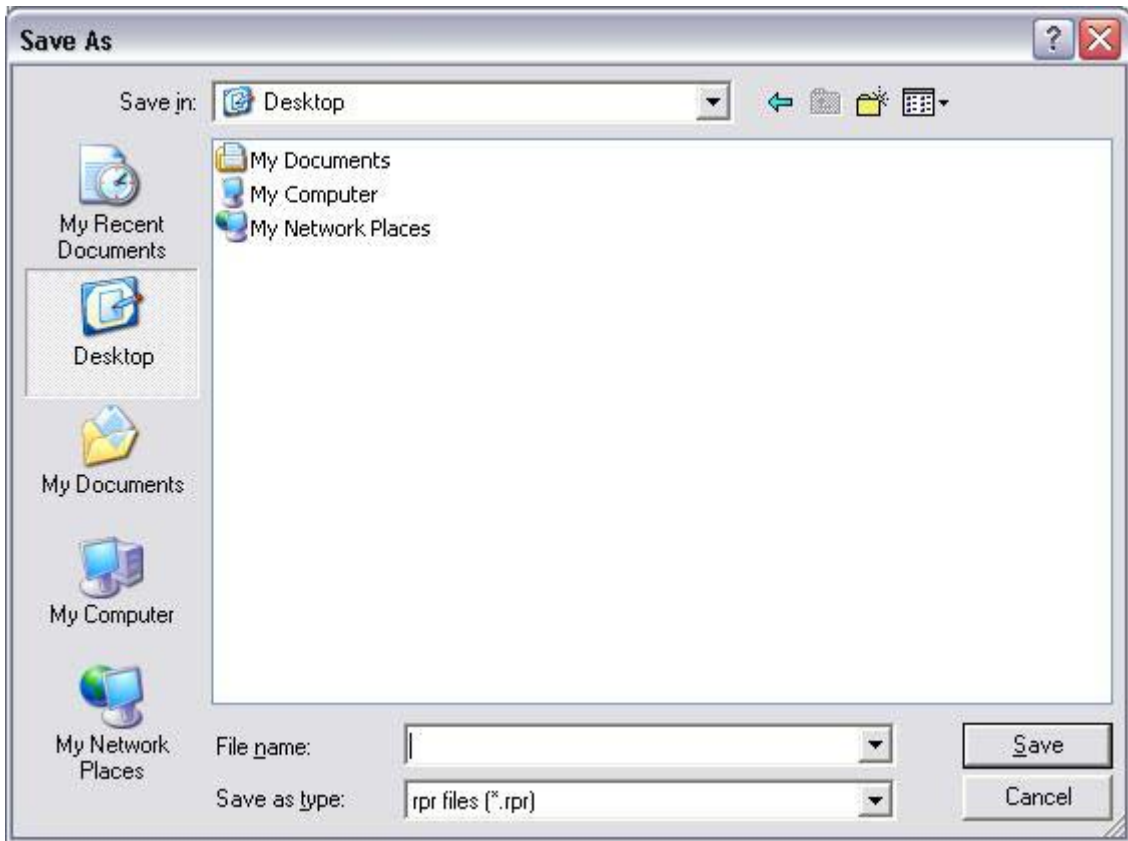 Save As
?
Save in:
Desktop
My Documents
My Computer
My Network Places
My Recent
Documents
Desktop
My Documents
My Computer
My Network
Places
File name:
Save
Save as type:
rpr files (*.rpr)
Cancel